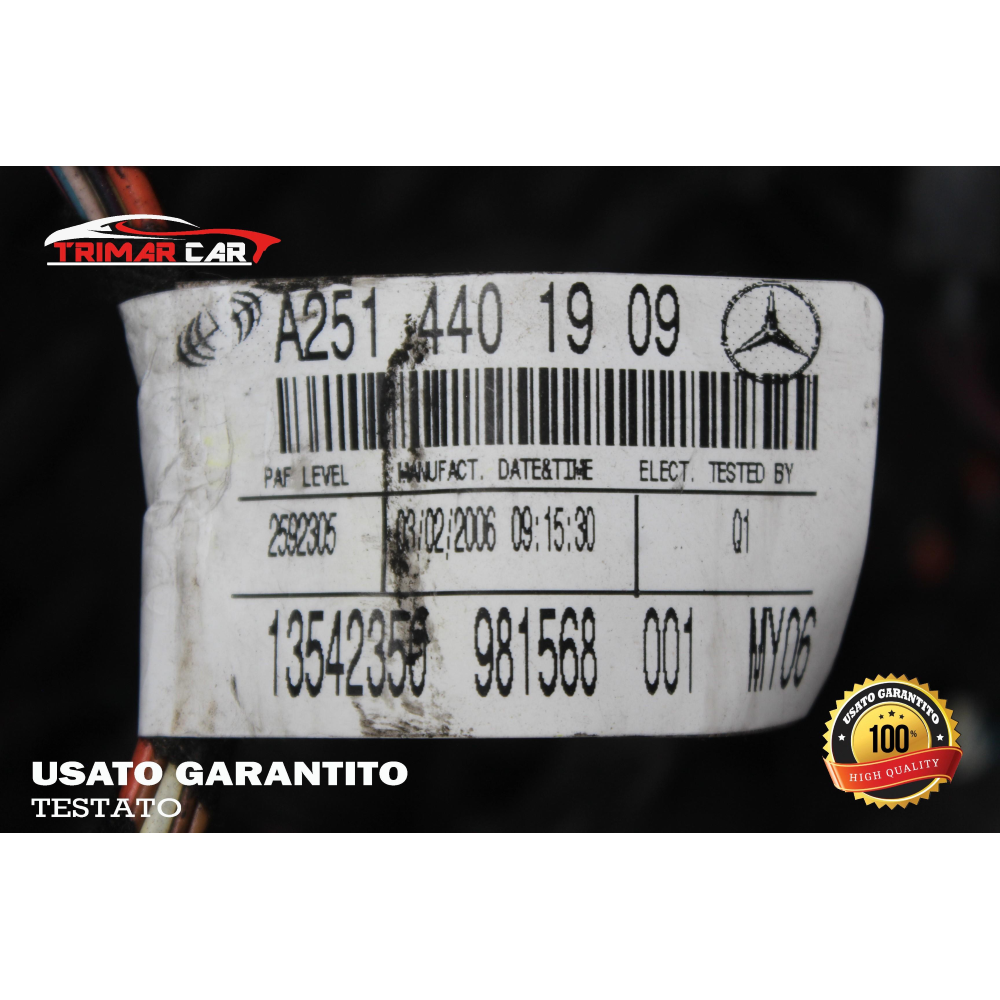 TRIMAR CAR
A251 440 19 09
PAF LEVEL MANUFACT. DATE&TIME ELECT. TESTED BY
2592305 03/02/2006 09:15:30 Q1
13542350 981568 001 MY06
USATO GARANTITO
100%
HIGH QUALITY
USATO GARANTITO
TESTATO